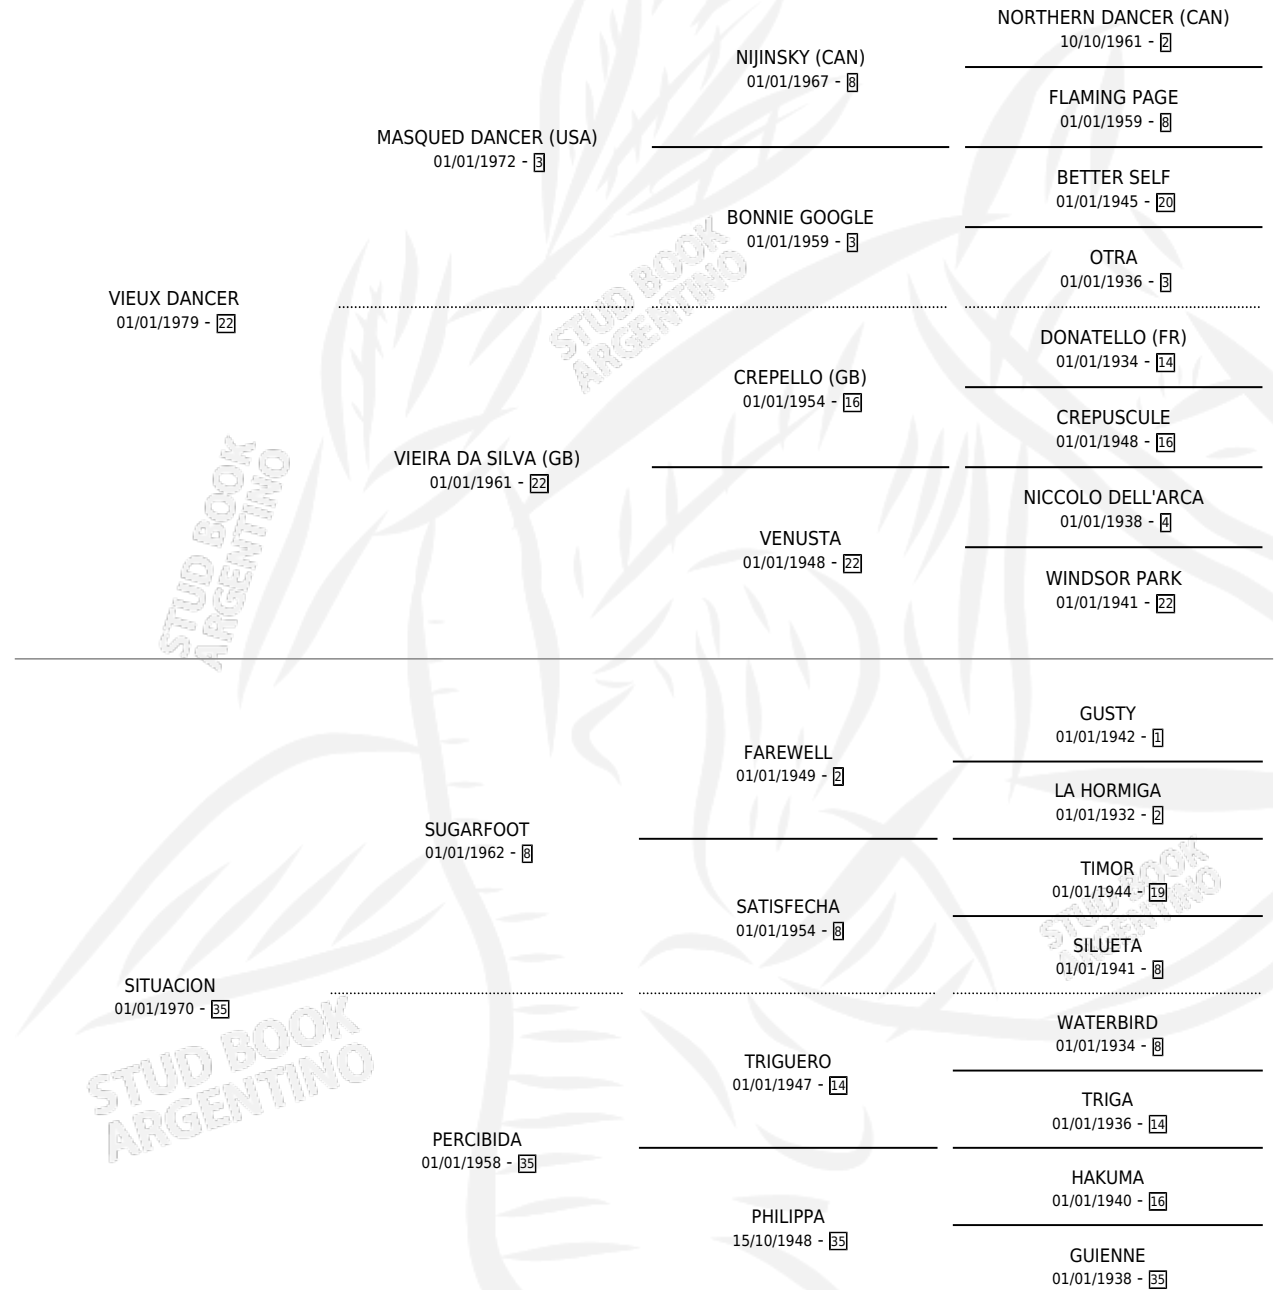 NORTHERN DANCER (CAN)
10/10/1961 - 2
NIJINSKY (CAN)
01/01/1967 - 8
FLAMING PAGE
01/01/1959 - 8
MASQUED DANCER (USA)
01/01/1972 - 3
BETTER SELF
01/01/1945 - 20
BONNIE GOOGLE
01/01/1959 - 3
OTRA
01/01/1936 - 3
VIEUX DANCER
01/01/1979 - 22
STUD BOOK
ARGENTINO
DONATELLO (FR)
01/01/1934 - 14
CREPELLO (GB)
01/01/1954 - 16
CREPUSCULE
01/01/1948 - 16
VIEIRA DA SILVA (GB)
01/01/1961 - 22
NICCOLO DELL'ARCA
01/01/1938 - 4
VENUSTA
01/01/1948 - 22
WINDSOR PARK
01/01/1941 - 22
STUD BOOK
ARGENTINO
GUSTY
01/01/1942 - 1
FAREWELL
01/01/1949 - 2
LA HORMIGA
01/01/1932 - 2
SUGARFOOT
01/01/1962 - 8
TIMOR
01/01/1944 - 19
SATISFECHA
01/01/1954 - 8
SILUETA
01/01/1941 - 8
STUD BOOK
ARGENTINO
SITUACION
01/01/1970 - 35
WATERBIRD
01/01/1934 - 8
TRIGUERO
01/01/1947 - 14
TRIGA
01/01/1936 - 14
STUD BOOK
ARGENTINO
PERCIBIDA
01/01/1958 - 35
HAKUMA
01/01/1940 - 16
PHILIPPA
15/10/1948 - 35
GUIENNE
01/01/1938 - 35